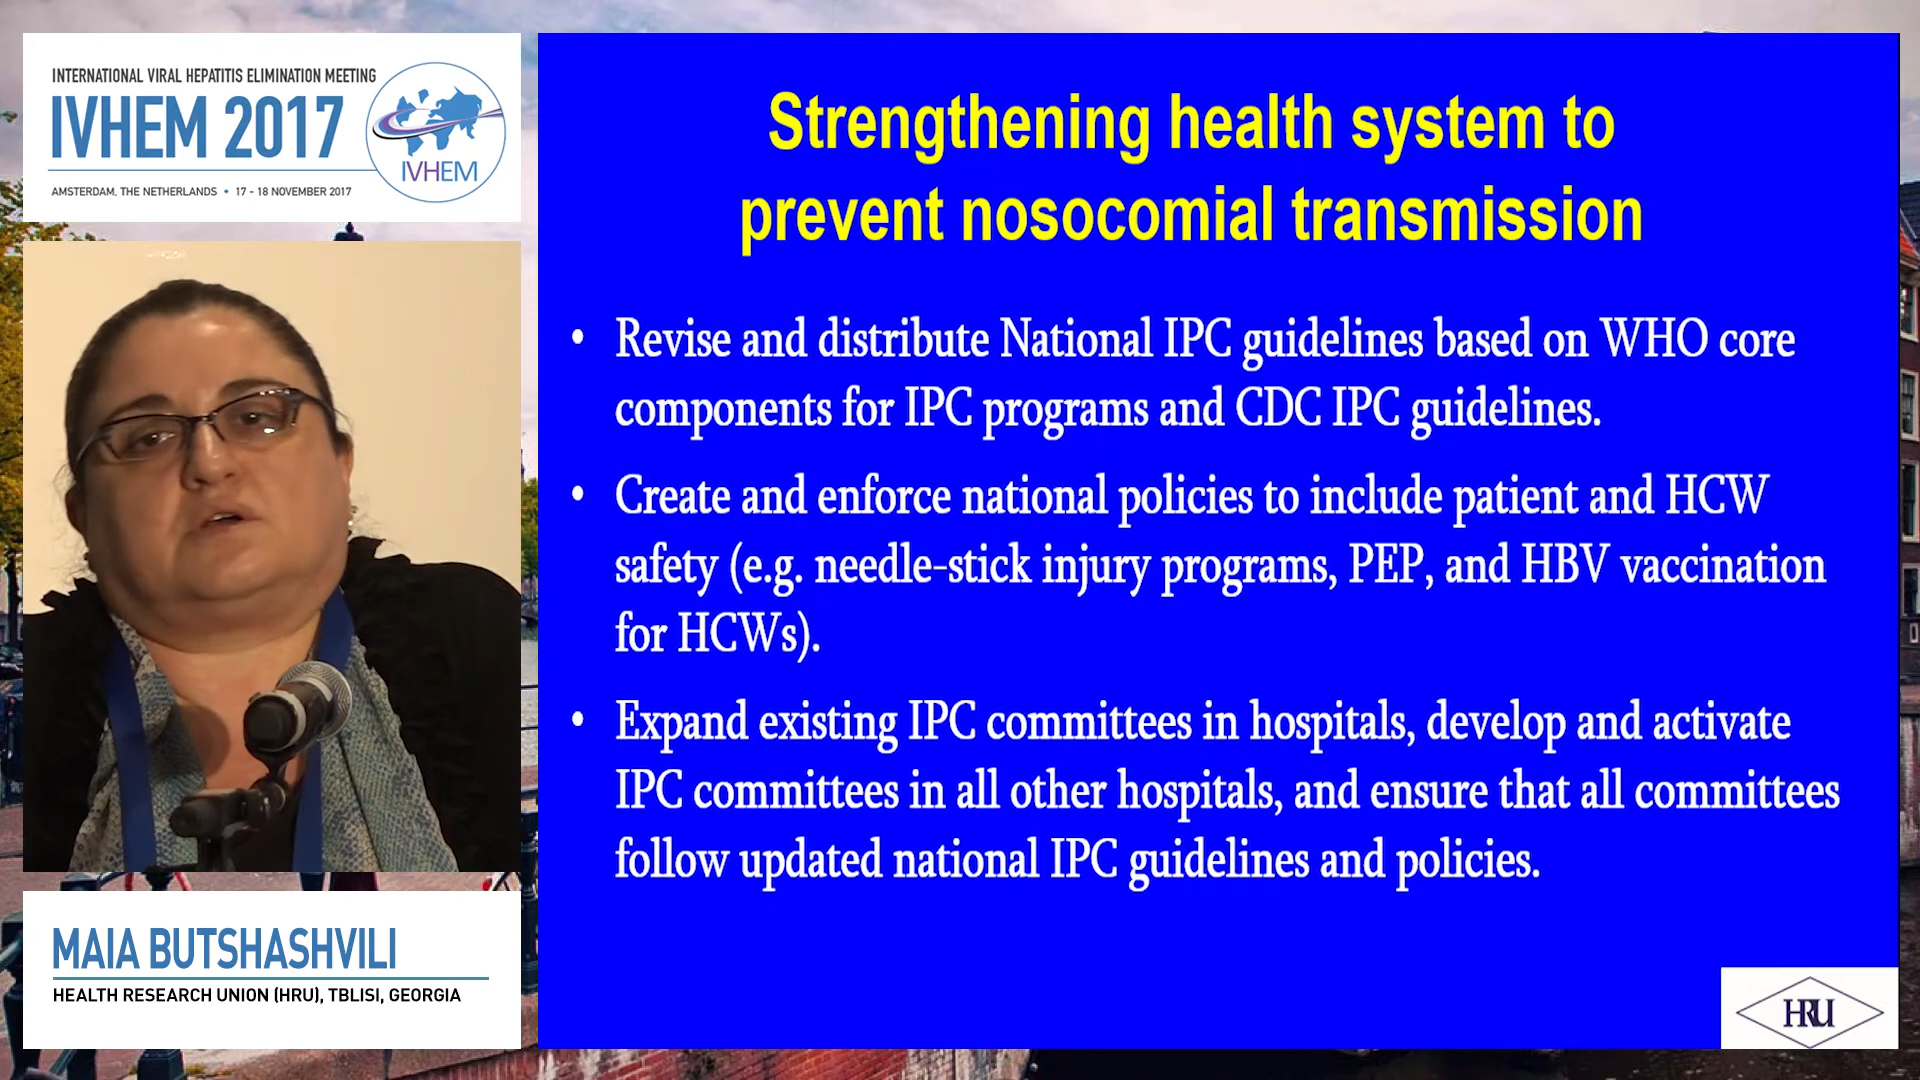 INTERNATIONAL VIRAL HEPATITIS ELIMINATION MEETING
IVHEM 2017
IVHEM
AMSTERDAM, THE NETHERLANDS • 17 - 18 NOVEMBER 2017
MAIA BUTSHASHVILI
HEALTH RESEARCH UNION (HRU), TBLISI, GEORGIA
Strengthening health system to
prevent nosocomial transmission
• Revise and distribute National IPC guidelines based on WHO core
components for IPC programs and CDC IPC guidelines.
• Create and enforce national policies to include patient and HCW
safety (e.g. needle-stick injury programs, PEP, and HBV vaccination
for HCWs).
• Expand existing IPC committees in hospitals, develop and activate
IPC committees in all other hospitals, and ensure that all committees
follow updated national IPC guidelines and policies.
HRU